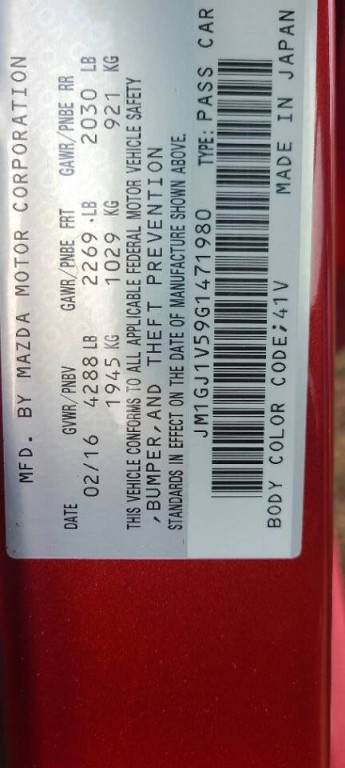 MFD. BY MAZDA MOTOR CORPORATION
DATE GVWR/PNBV GAWR/PNBE FRT GAWR/PNBE RR
02/16 4288 LB 2269 LB 2030 LB
1945 KG 1029 KG 921 KG
THIS VEHICLE CONFORMS TO ALL APPLICABLE FEDERAL MOTOR VEHICLE SAFETY
,BUMPER,AND THEFT PREVENTION
STANDARDS IN EFFECT ON THE DATE OF MANUFACTURE SHOWN ABOVE.
JM1GJ1V59G1471980 TYPE: PASS CAR
BODY COLOR CODE;41V MADE IN JAPAN